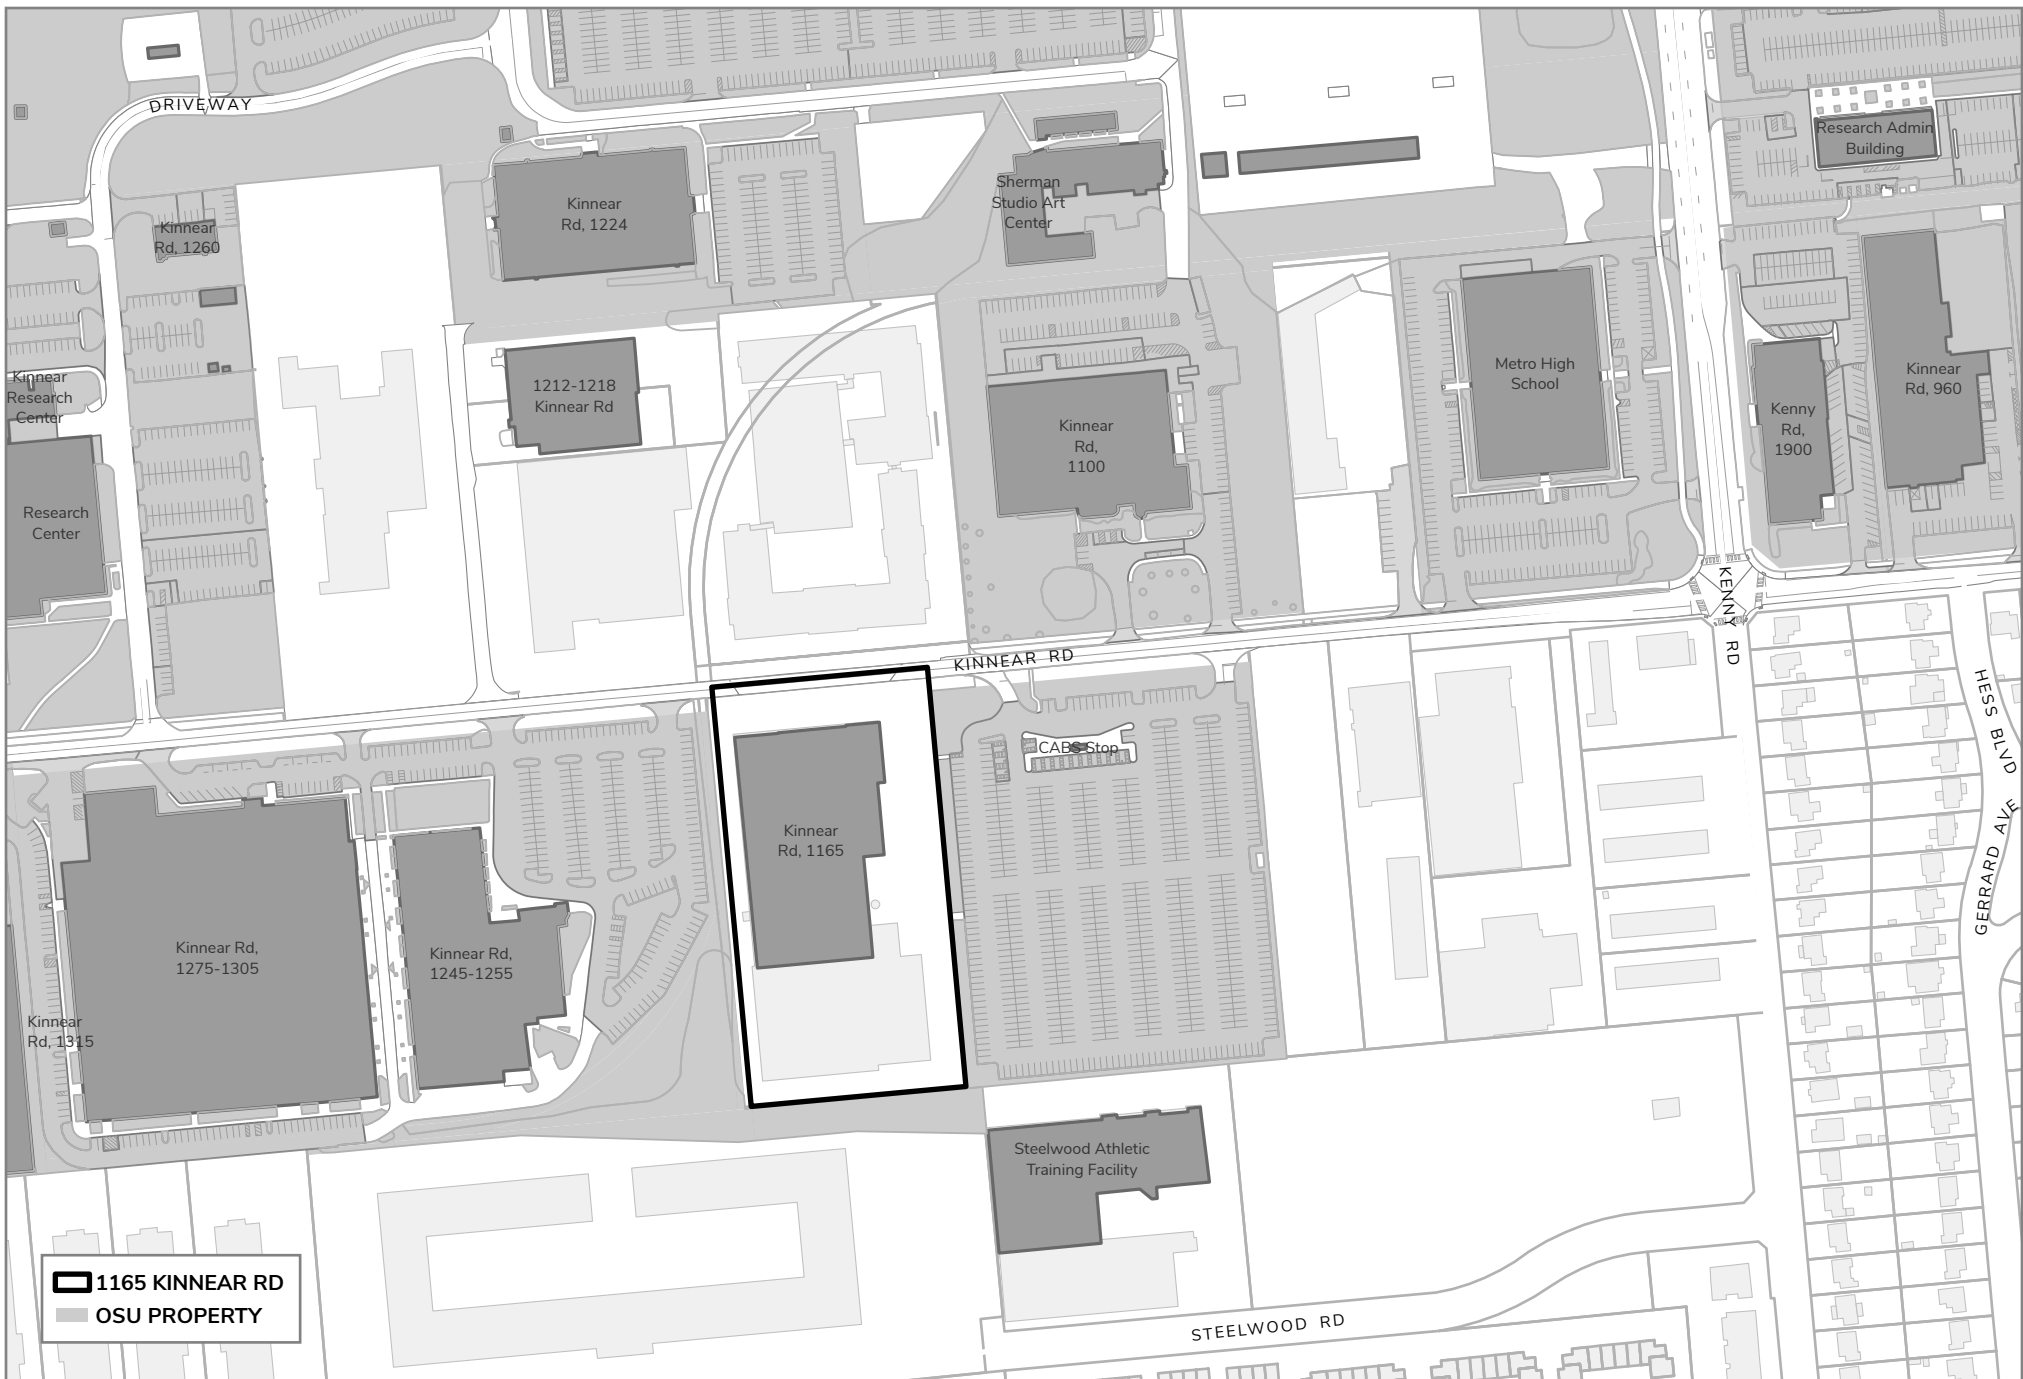 DRIVEWAY
Research Admin
Building
Kinnear
Rd, 1224
Sherman
Studio Art
Center
Kinnear
Rd, 1260
Kinnear
Research
Center
1212-1218
Kinnear Rd
Kinnear
Rd,
1100
Metro High
School
Kenny
Rd,
1900
Kinnear
Rd, 960
Research
Center
KENNY RD
KINNEAR RD
HESS BLVD
CABS Stop
Kinnear
Rd, 1165
GERRARD AVE
Kinnear Rd,
1275-1305
Kinnear Rd,
1245-1255
Kinnear
Rd, 1315
Steelwood Athletic
Training Facility
STEELWOOD RD
1165 KINNEAR RD
OSU PROPERTY